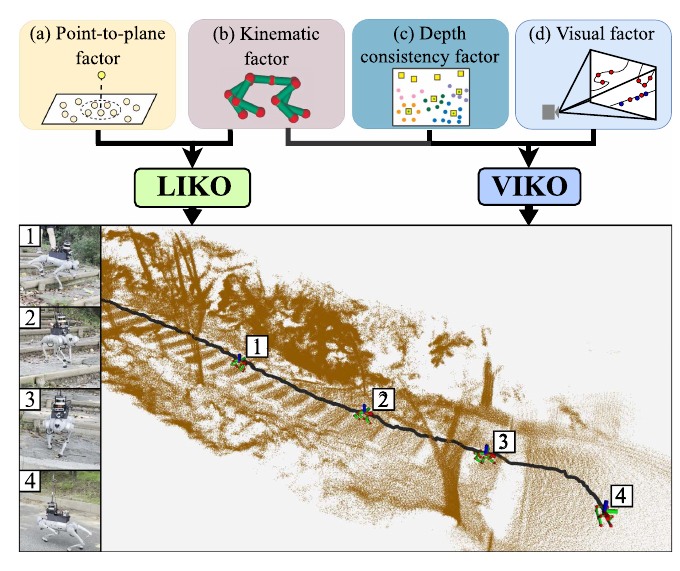 (a) Point-to-plane
factor
(b) Kinematic
factor
(c) Depth
consistency factor
(d) Visual factor
LIKO
VIKO
1
2
3
4
1
2
3
4